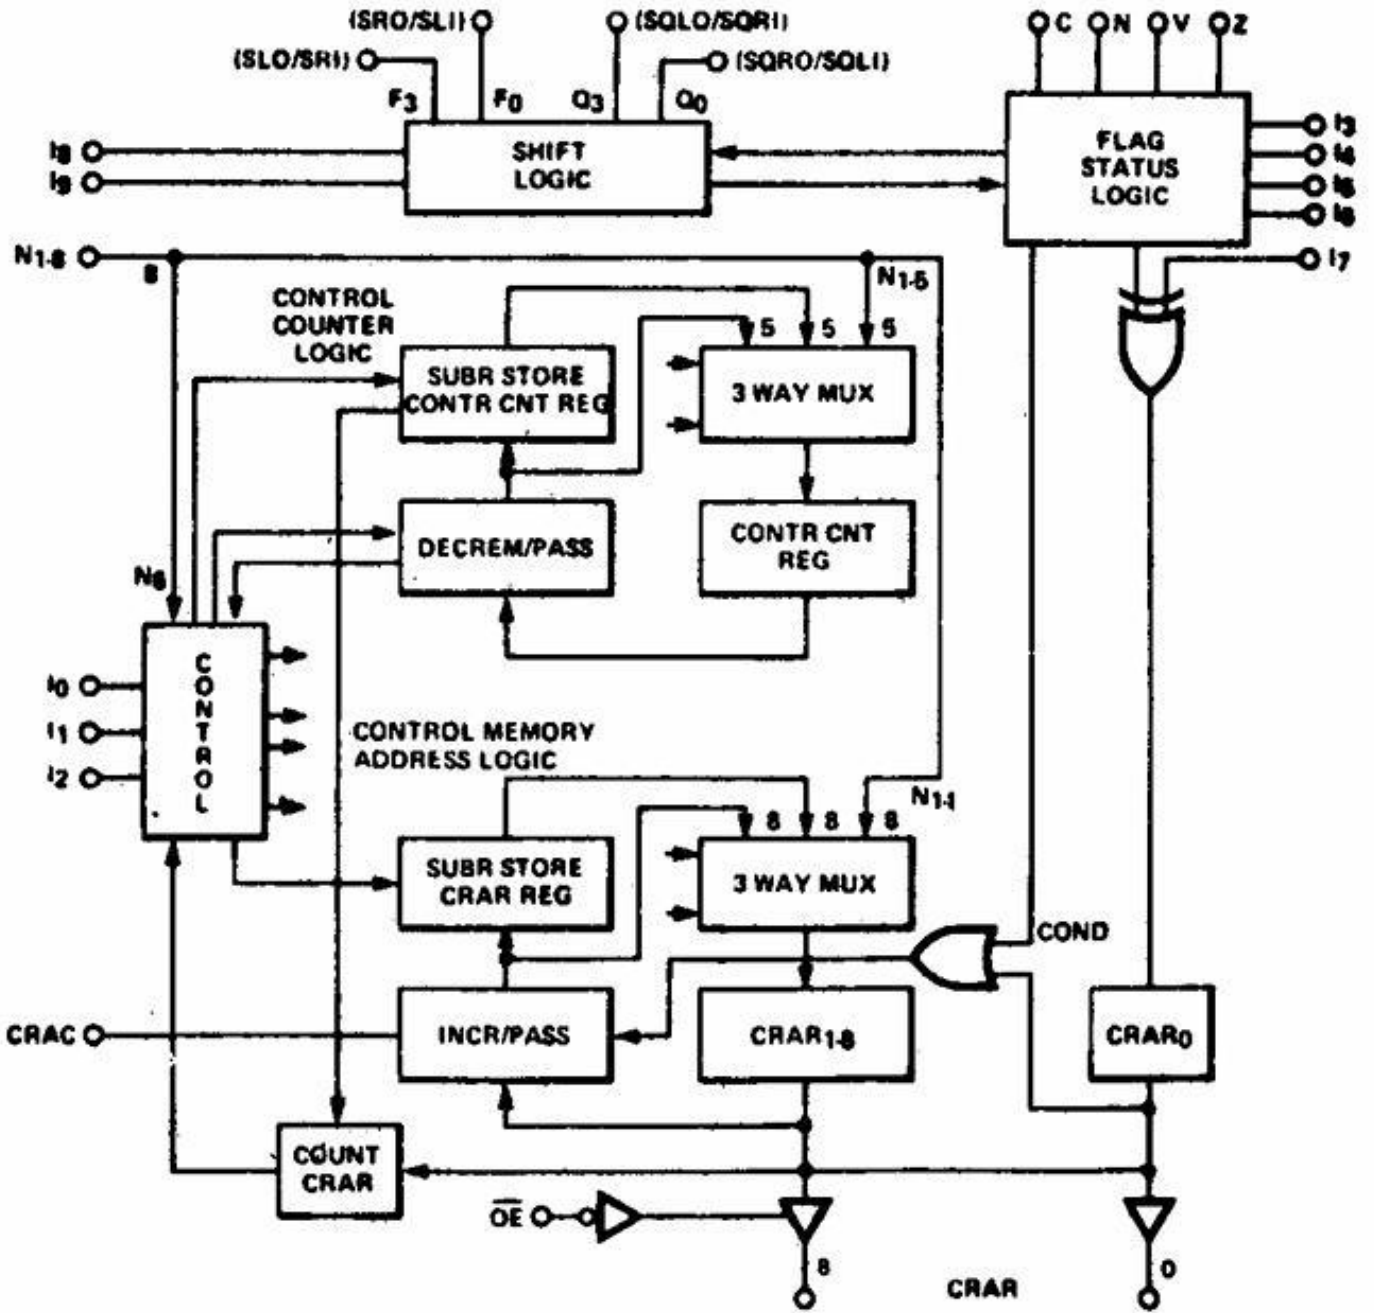 (SRO/SLI)
(SQLO/SQRI)
C N V Z
(SLO/SRI)
(SQRO/SQLI)
F3 F0 Q3 Q0
I8
I9
SHIFT
LOGIC
FLAG
STATUS
LOGIC
I3
I4
I5
I6
N1-8
8
N1-5
I7
CONTROL
COUNTER
LOGIC
5 5 5
SUBR STORE
CONTR CNT REG
3 WAY MUX
DECREM/PASS
CONTR CNT
REG
N6
CONTROL
I0
I1
I2
CONTROL MEMORY
ADDRESS LOGIC
8 8 8
SUBR STORE
CRAR REG
3 WAY MUX
COND
CRAC
INCR/PASS
CRAR1-8
CRAR0
COUNT
CRAR
OE
8
CRAR
0